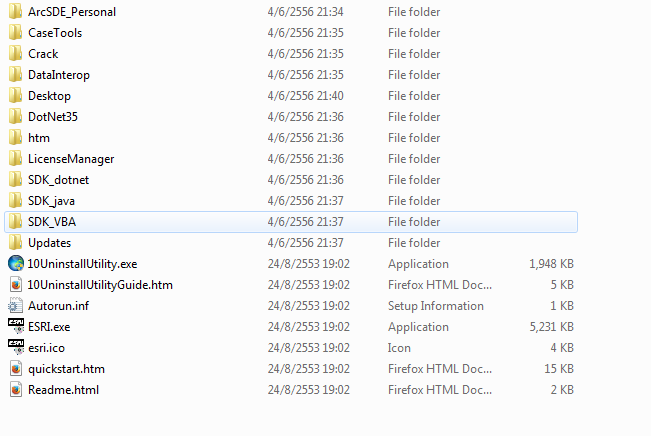 ArcSDE_Personal 4/6/2556 21:34 File folder
CaseTools 4/6/2556 21:35 File folder
Crack 4/6/2556 21:35 File folder
DataInterop 4/6/2556 21:35 File folder
Desktop 4/6/2556 21:40 File folder
DotNet35 4/6/2556 21:36 File folder
htm 4/6/2556 21:36 File folder
LicenseManager 4/6/2556 21:36 File folder
SDK_dotnet 4/6/2556 21:36 File folder
SDK_java 4/6/2556 21:37 File folder
SDK_VBA 4/6/2556 21:37 File folder
Updates 4/6/2556 21:37 File folder
10UninstallUtility.exe 24/8/2553 19:02 Application 1,948 KB
10UninstallUtilityGuide.htm 24/8/2553 19:02 Firefox HTML Doc... 5 KB
Autorun.inf 24/8/2553 19:02 Setup Information 1 KB
ESRI.exe 24/8/2553 19:02 Application 5,231 KB
esri.ico 24/8/2553 19:02 Icon 4 KB
quickstart.htm 24/8/2553 19:02 Firefox HTML Doc... 15 KB
Readme.html 24/8/2553 19:02 Firefox HTML Doc... 2 KB